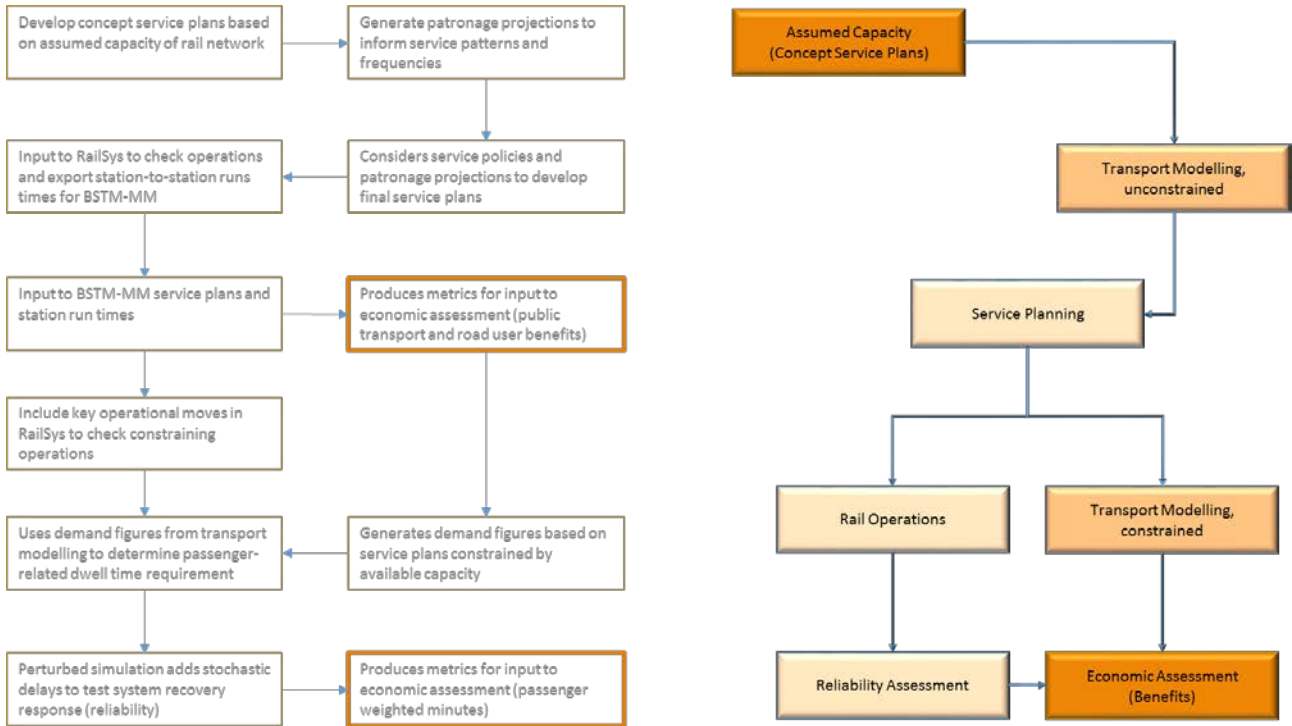 Develop concept service plans based
on assumed capacity of rail network
Generate patronage projections to
inform service patterns and
frequencies
Input to RailSys to check operations
and export station-to-station runs
times for BSTM-MM
Considers service policies and
patronage projections to develop
final service plans
Input to BSTM-MM service plans and
station run times
Produces metrics for input to
economic assessment (public
transport and road user benefits)
Include key operational moves in
RailSys to check constraining
operations
Uses demand figures from transport
modelling to determine passenger-
related dwell time requirement
Generates demand figures based on
service plans constrained by
available capacity
Perturbed simulation adds stochastic
delays to test system recovery
response (reliability)
Produces metrics for input to
economic assessment (passenger
weighted minutes)
Assumed Capacity
(Concept Service Plans)
Transport Modelling,
unconstrained
Service Planning
Rail Operations
Transport Modelling,
constrained
Reliability Assessment
Economic Assessment
(Benefits)